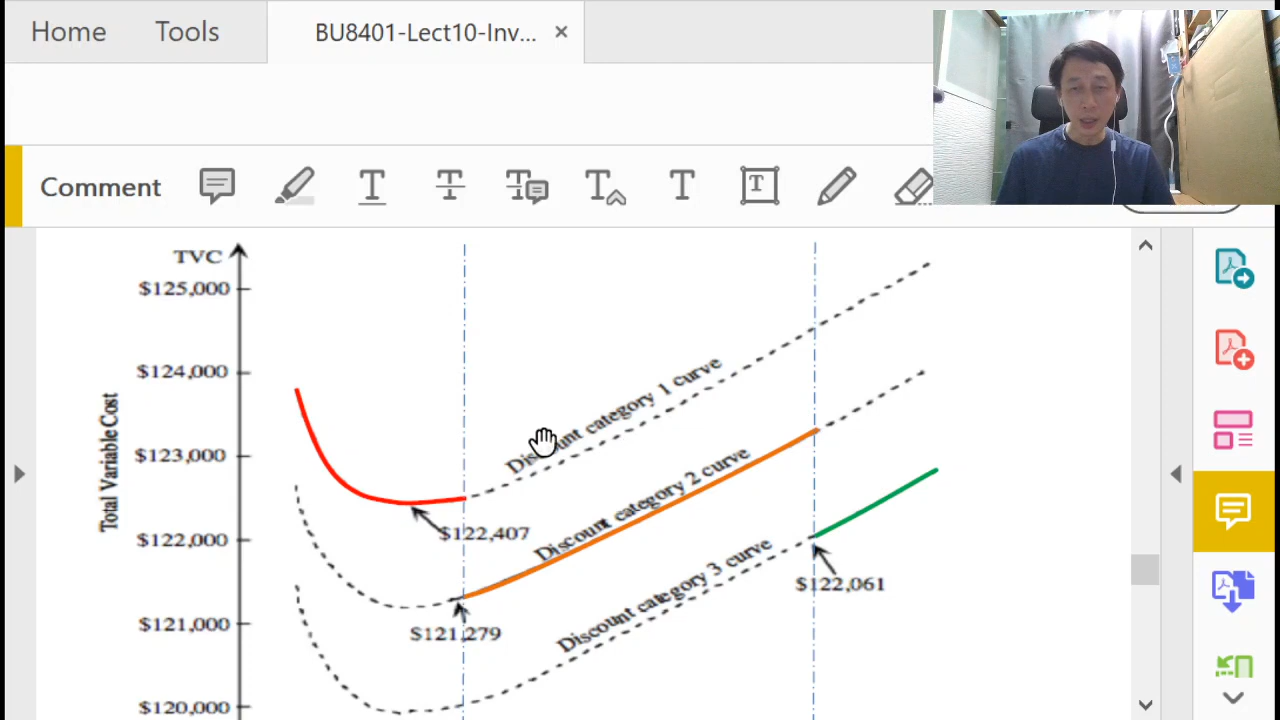 Home
Tools
BU8401-Lect10-Inv...
Comment
TVC
$125,000
$124,000
Total Variable Cost
$123,000
$122,000
$121,000
$120,000
Discount category 1 curve
$122,407
Discount category 2 curve
$121,279
Discount category 3 curve
$122,061